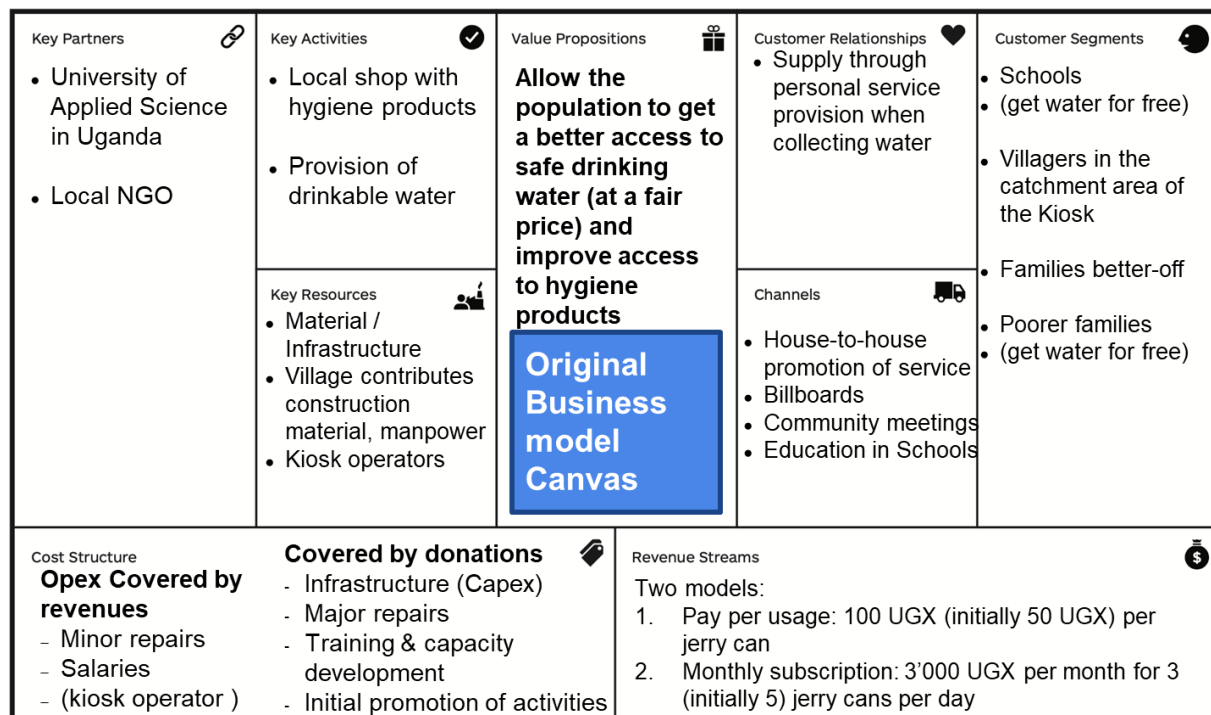 Key Partners
• University of
Applied Science
in Uganda
• Local NGO
Key Activities
• Local shop with
hygiene products
• Provision of
drinkable water
Key Resources
• Material /
Infrastructure
• Village contributes
construction
material, manpower
• Kiosk operators
Value Propositions
Allow the
population to get
a better access to
safe drinking
water (at a fair
price) and
improve access
to hygiene
products
Original
Business
model
Canvas
Customer Relationships
• Supply through
personal service
provision when
collecting water
Channels
• House-to-house
promotion of service
• Billboards
• Community meetings
• Education in Schools
Customer Segments
• Schools
• (get water for free)
• Villagers in the
catchment area of
the Kiosk
• Families better-off
• Poorer families
• (get water for free)
Cost Structure
Opex Covered by
revenues
– Minor repairs
– Salaries
– (kiosk operator )
Covered by donations
- Infrastructure (Capex)
- Major repairs
- Training & capacity
development
- Initial promotion of activities
Revenue Streams
$
Two models:
1. Pay per usage: 100 UGX (initially 50 UGX) per
jerry can
2. Monthly subscription: 3’000 UGX per month for 3
(initially 5) jerry cans per day